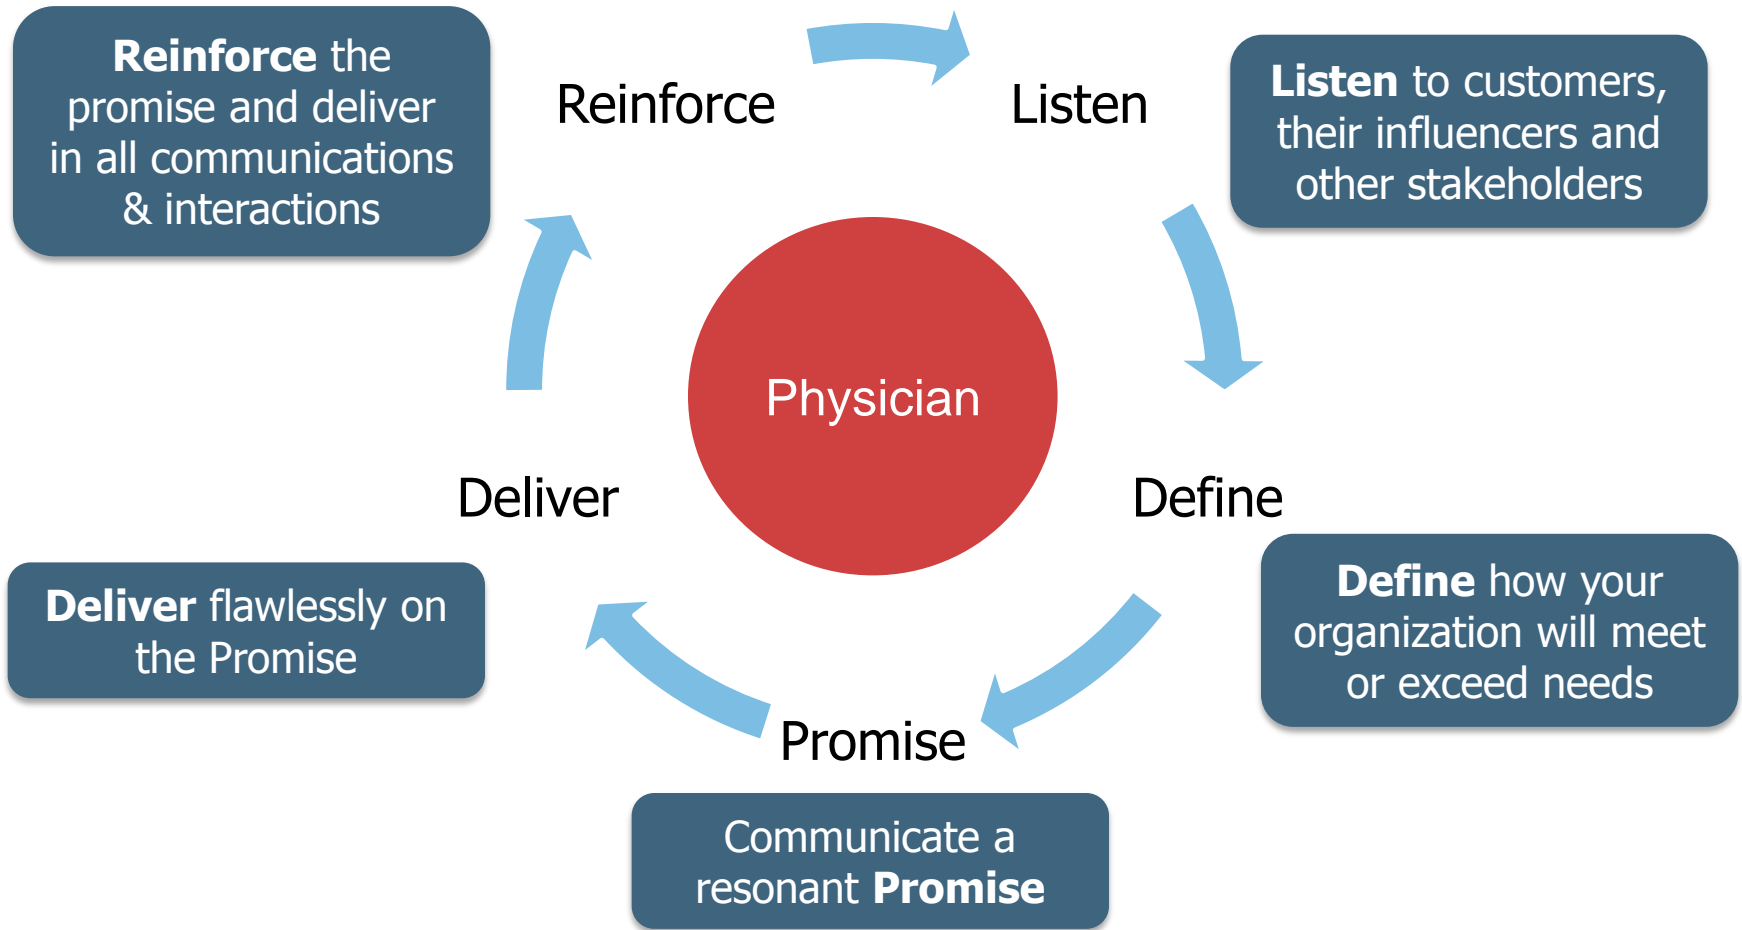 Reinforce the
promise and deliver
in all communications
& interactions
Reinforce
Listen
Listen to customers,
their influencers and
other stakeholders
Physician
Deliver
Define
Deliver flawlessly on
the Promise
Define how your
organization will meet
or exceed needs
Promise
Communicate a
resonant Promise